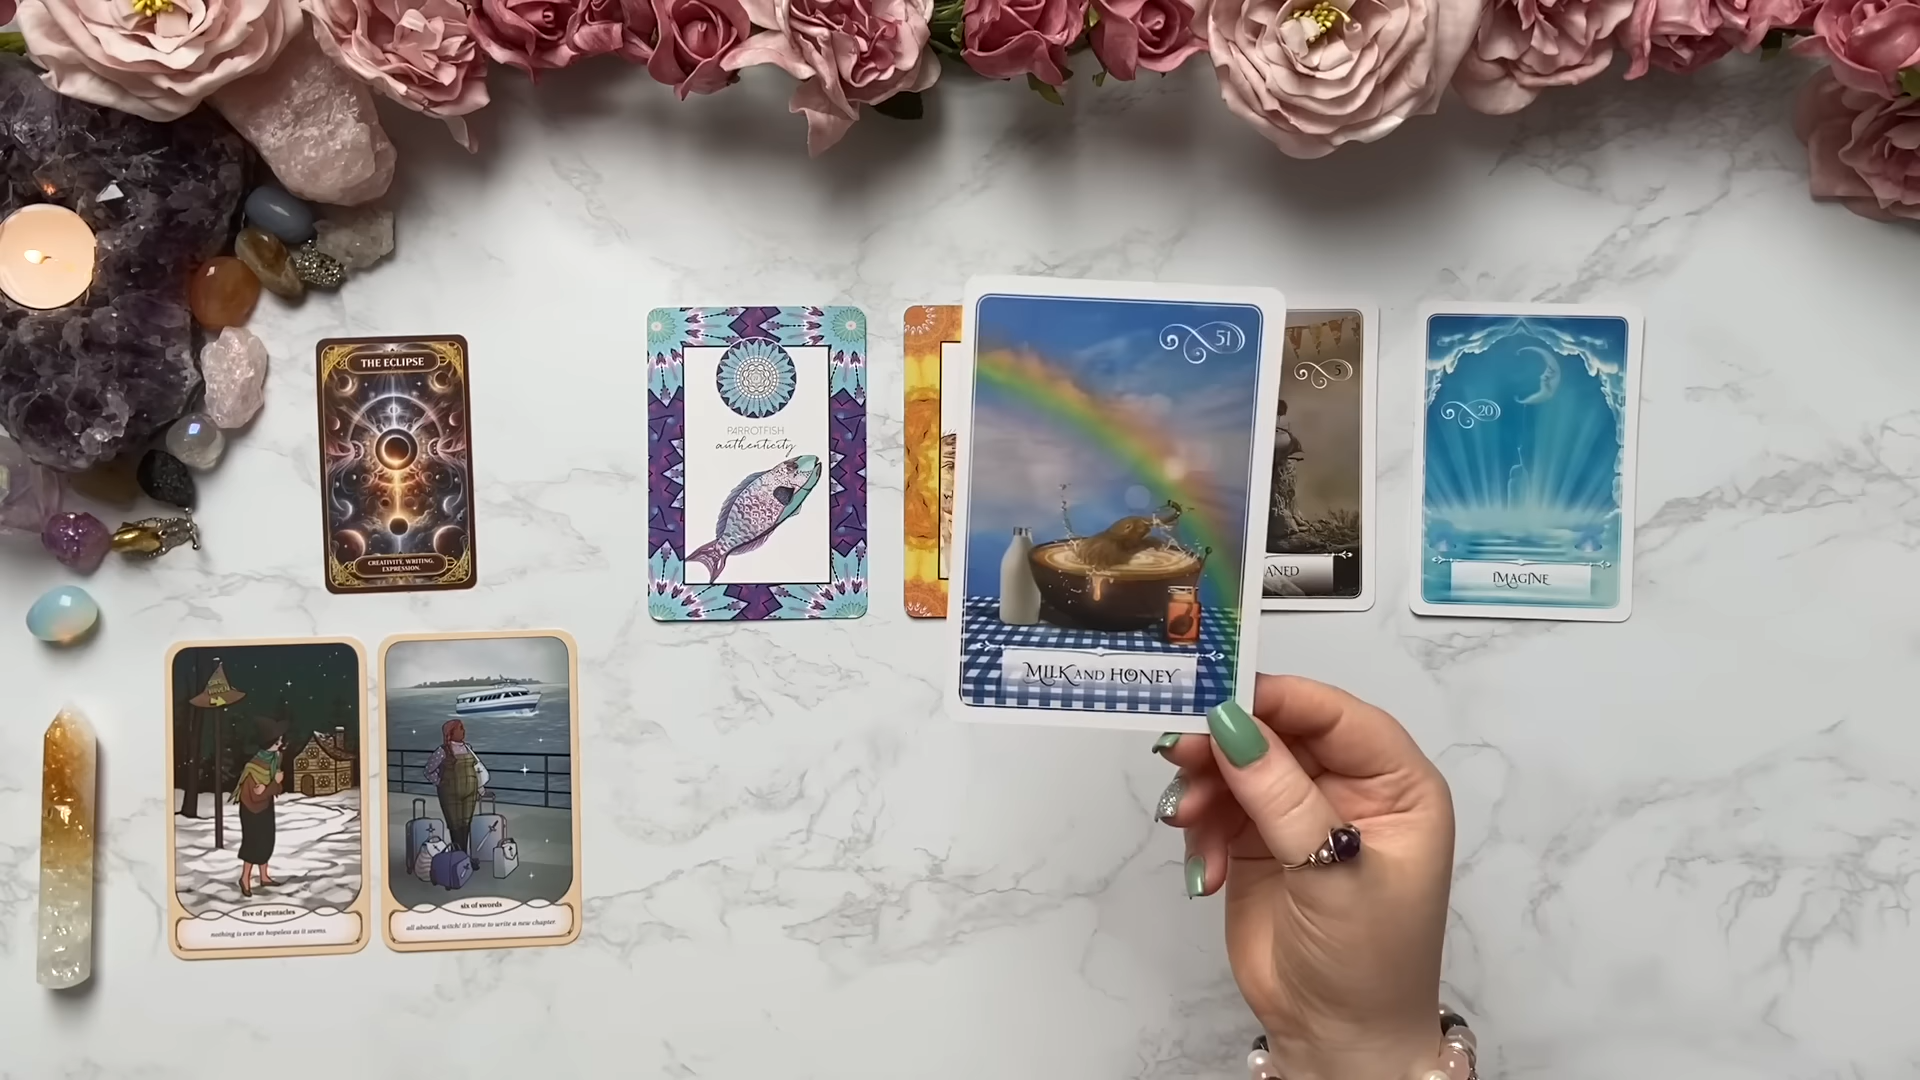 THE ECLIPSE
CREATIVITY, WRITING,
EXPRESSION.
PARROTFISH
authenticity
51
MILK AND HONEY
5
ANED
20
IMAGINE
five of pentacles
nothing is ever as hopeless as it seems.
six of swords
all aboard, witch! it's time to write a new chapter.